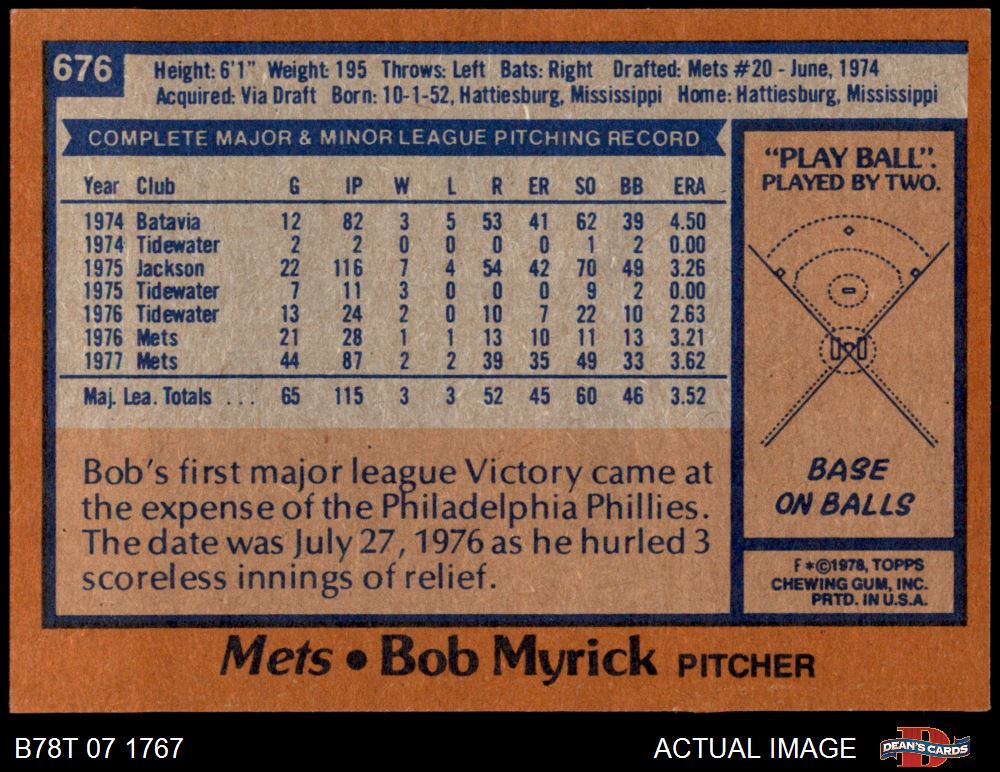 676
Height: 6'1" Weight: 195 Throws: Left Bats: Right Drafted: Mets #20 - June, 1974
Acquired: Via Draft Born: 10-1-52, Hattiesburg, Mississippi Home: Hattiesburg, Mississippi
COMPLETE MAJOR & MINOR LEAGUE PITCHING RECORD
Year Club G IP W L R ER SO BB ERA
1974 Batavia 12 82 3 5 53 41 62 39 4.50
1974 Tidewater 2 2 0 0 0 0 1 2 0.00
1975 Jackson 22 116 7 4 54 42 70 49 3.26
1975 Tidewater 7 11 3 0 0 0 9 2 0.00
1976 Tidewater 13 24 2 0 10 7 22 10 2.63
1976 Mets 21 28 1 1 13 10 11 13 3.21
1977 Mets 44 87 2 2 39 35 49 33 3.62
Maj. Lea. Totals ... 65 115 3 3 52 45 60 46 3.52
Bob's first major league Victory came at
the expense of the Philadelphia Phillies.
The date was July 27, 1976 as he hurled 3
scoreless innings of relief.
"PLAY BALL":
PLAYED BY TWO.
BASE
ON BALLS
F*©1978, TOPPS
CHEWING GUM, INC.
PRTD. IN U.S.A.
Mets • Bob Myrick PITCHER
B78T 07 1767
ACTUAL IMAGE
D
DEAN'S CARDS